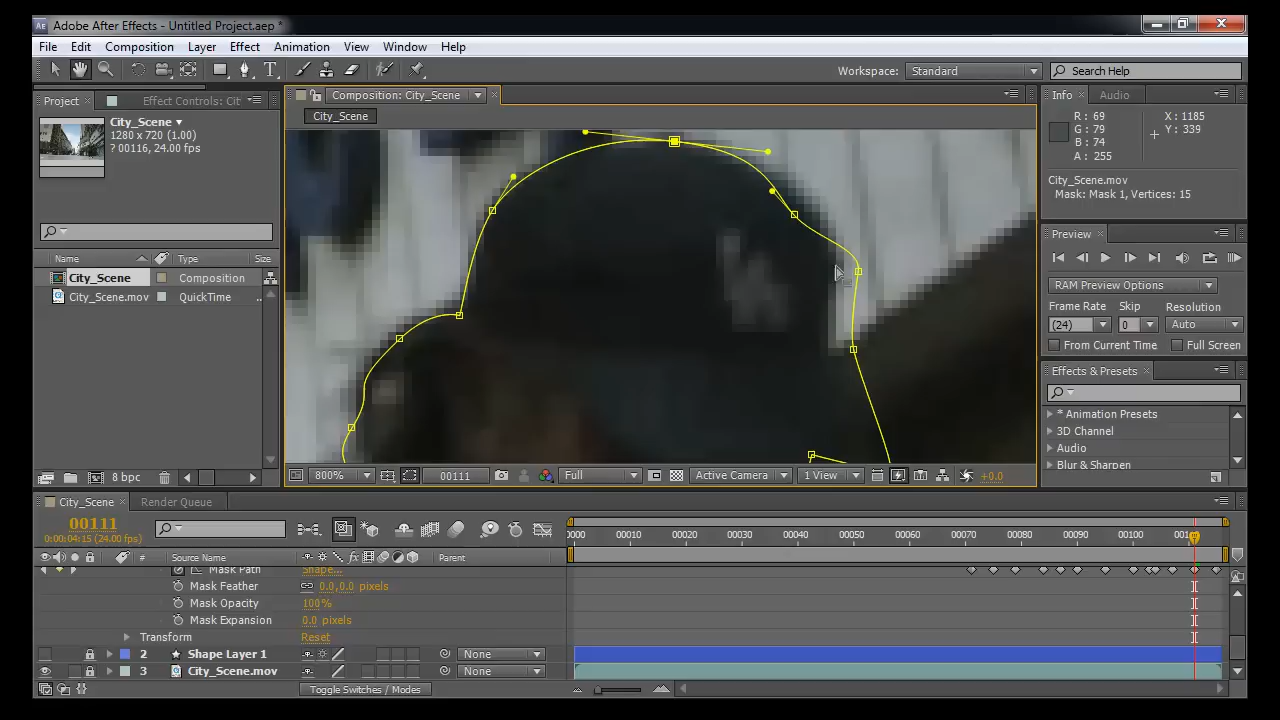 Ae Adobe After Effects - Untitled Project.aep *
File Edit Composition Layer Effect Animation View Window Help
T Workspace: Standard Search Help
Project Effect Controls: Cit
Composition: City_Scene
Info Audio
City_Scene
City_Scene
1280 x 720 (1.00)
? 00116, 24.00 fps
R: 69 X: 1185
G: 79 Y: 339
B: 74
A: 255
City_Scene.mov
Mask: Mask 1, Vertices: 15
Preview
Name Type
City_Scene Composition
City_Scene.mov QuickTime ...
RAM Preview Options
Frame Rate Skip Resolution
(24) 0 Auto
From Current Time Full Screen
Effects & Presets
* Animation Presets
3D Channel
Audio
Blur & Sharpen
8 bpc
800% 00111 Full Active Camera 1 View +0.0
City_Scene Render Queue
00111
0:00:04:15 (24.00 fps)
0000 00010 00020 00030 00040 00050 00060 00070 00080 00090 00100 001
# Source Name fx Parent
Mask Path Shape...
Mask Feather 0.0,0.0 pixels
Mask Opacity 100%
Mask Expansion 0.0 pixels
Transform Reset
2 Shape Layer 1 None
3 City_Scene.mov None
Toggle Switches / Modes